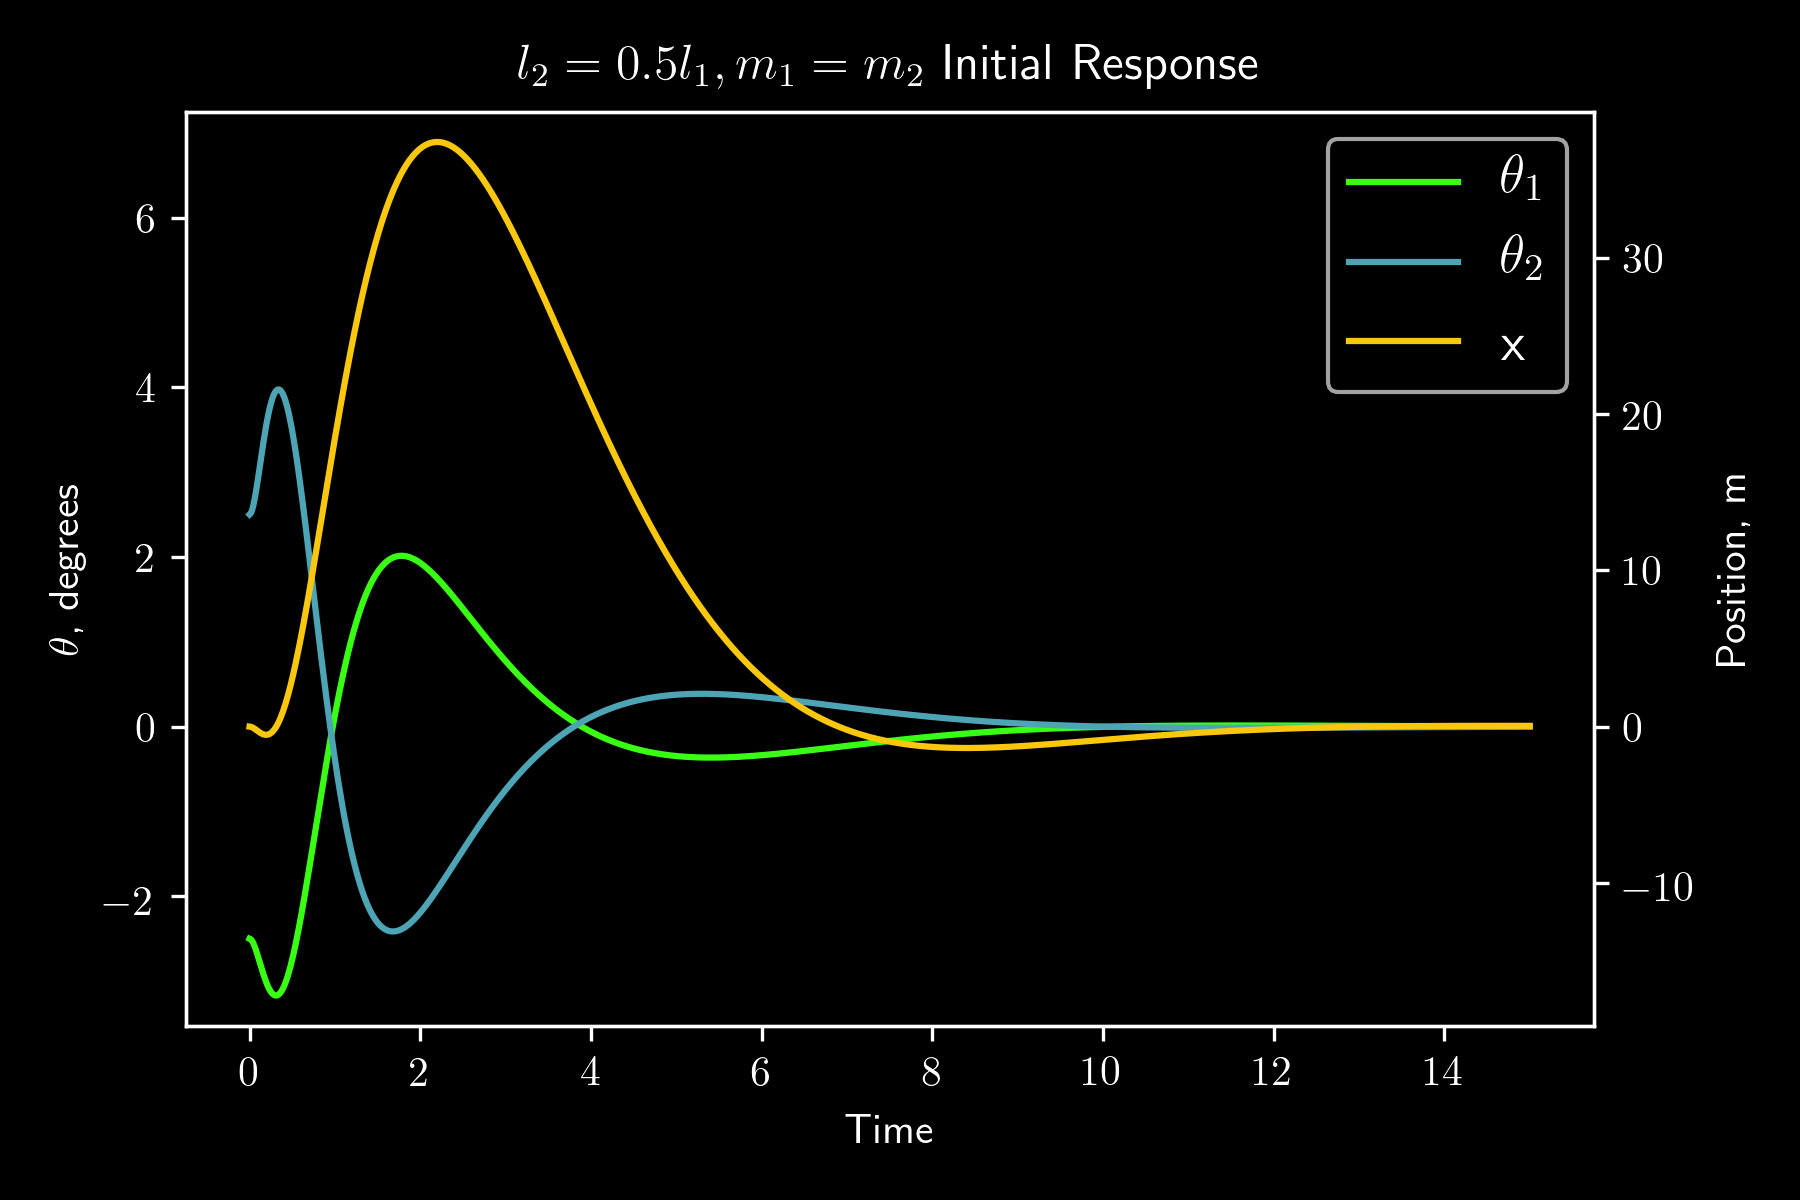 l₂ = 0.5l₁, m₁ = m₂ Initial Response
θ₁
θ₂
x
6
4
2
0
−2
θ, degrees
30
20
10
0
−10
Position, m
0 2 4 6 8 10 12 14
Time